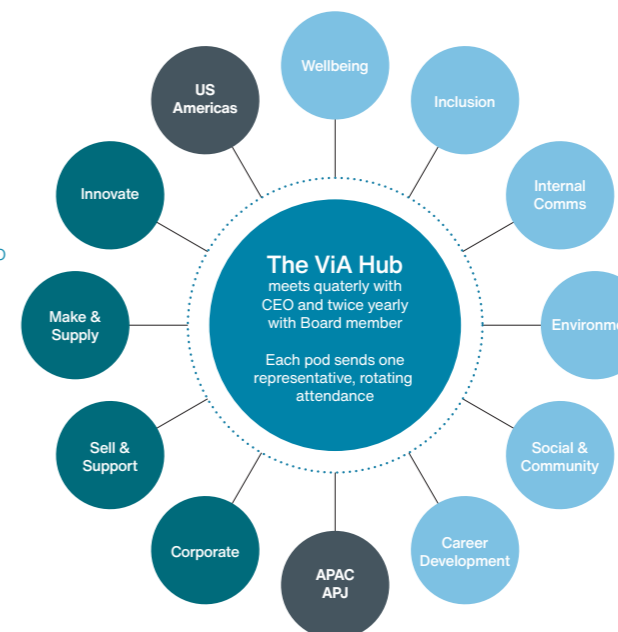 Wellbeing
US
Americas
Inclusion
Innovate
Internal
Comms
The ViA Hub
meets quaterly with
CEO and twice yearly
with Board member
Each pod sends one
representative, rotating
attendance
Make &
Supply
Environme
Sell &
Support
Social &
Community
Corporate
Career
Development
APAC
APJ